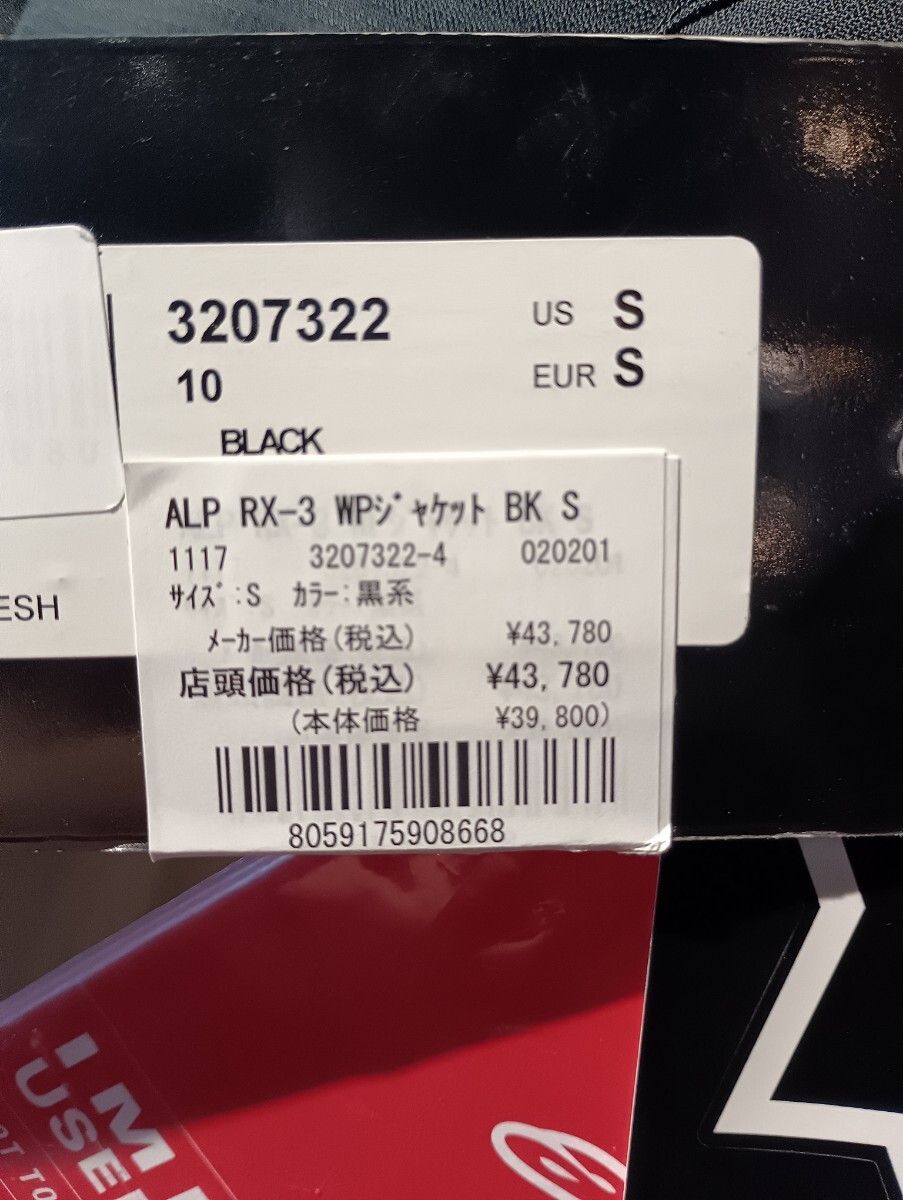 3207322
US S
10
EUR S
BLACK
ALP RX-3 WPｼﾞｬｹｯﾄ BK S
1117 3207322-4 020201
ｻｲｽﾞ:S ｶﾗｰ:黒系
ﾒｰｶｰ価格(税込) ¥43,780
店頭価格(税込) ¥43,780
(本体価格 ¥39,800)
8059175908668
ESH